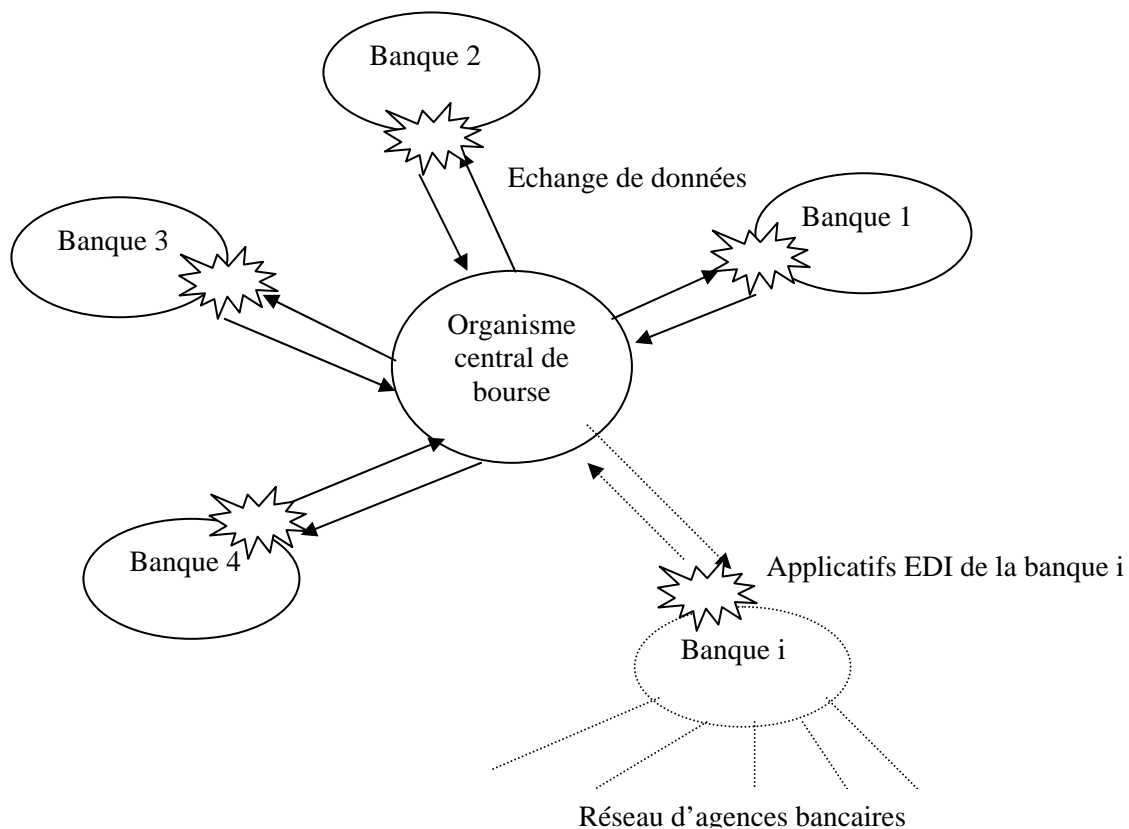 Banque 2
Echange de données
Banque 1
Banque 3
Organisme
central de
bourse
Banque 4
Applicatifs EDI de la banque i
Banque i
Réseau d'agences bancaires